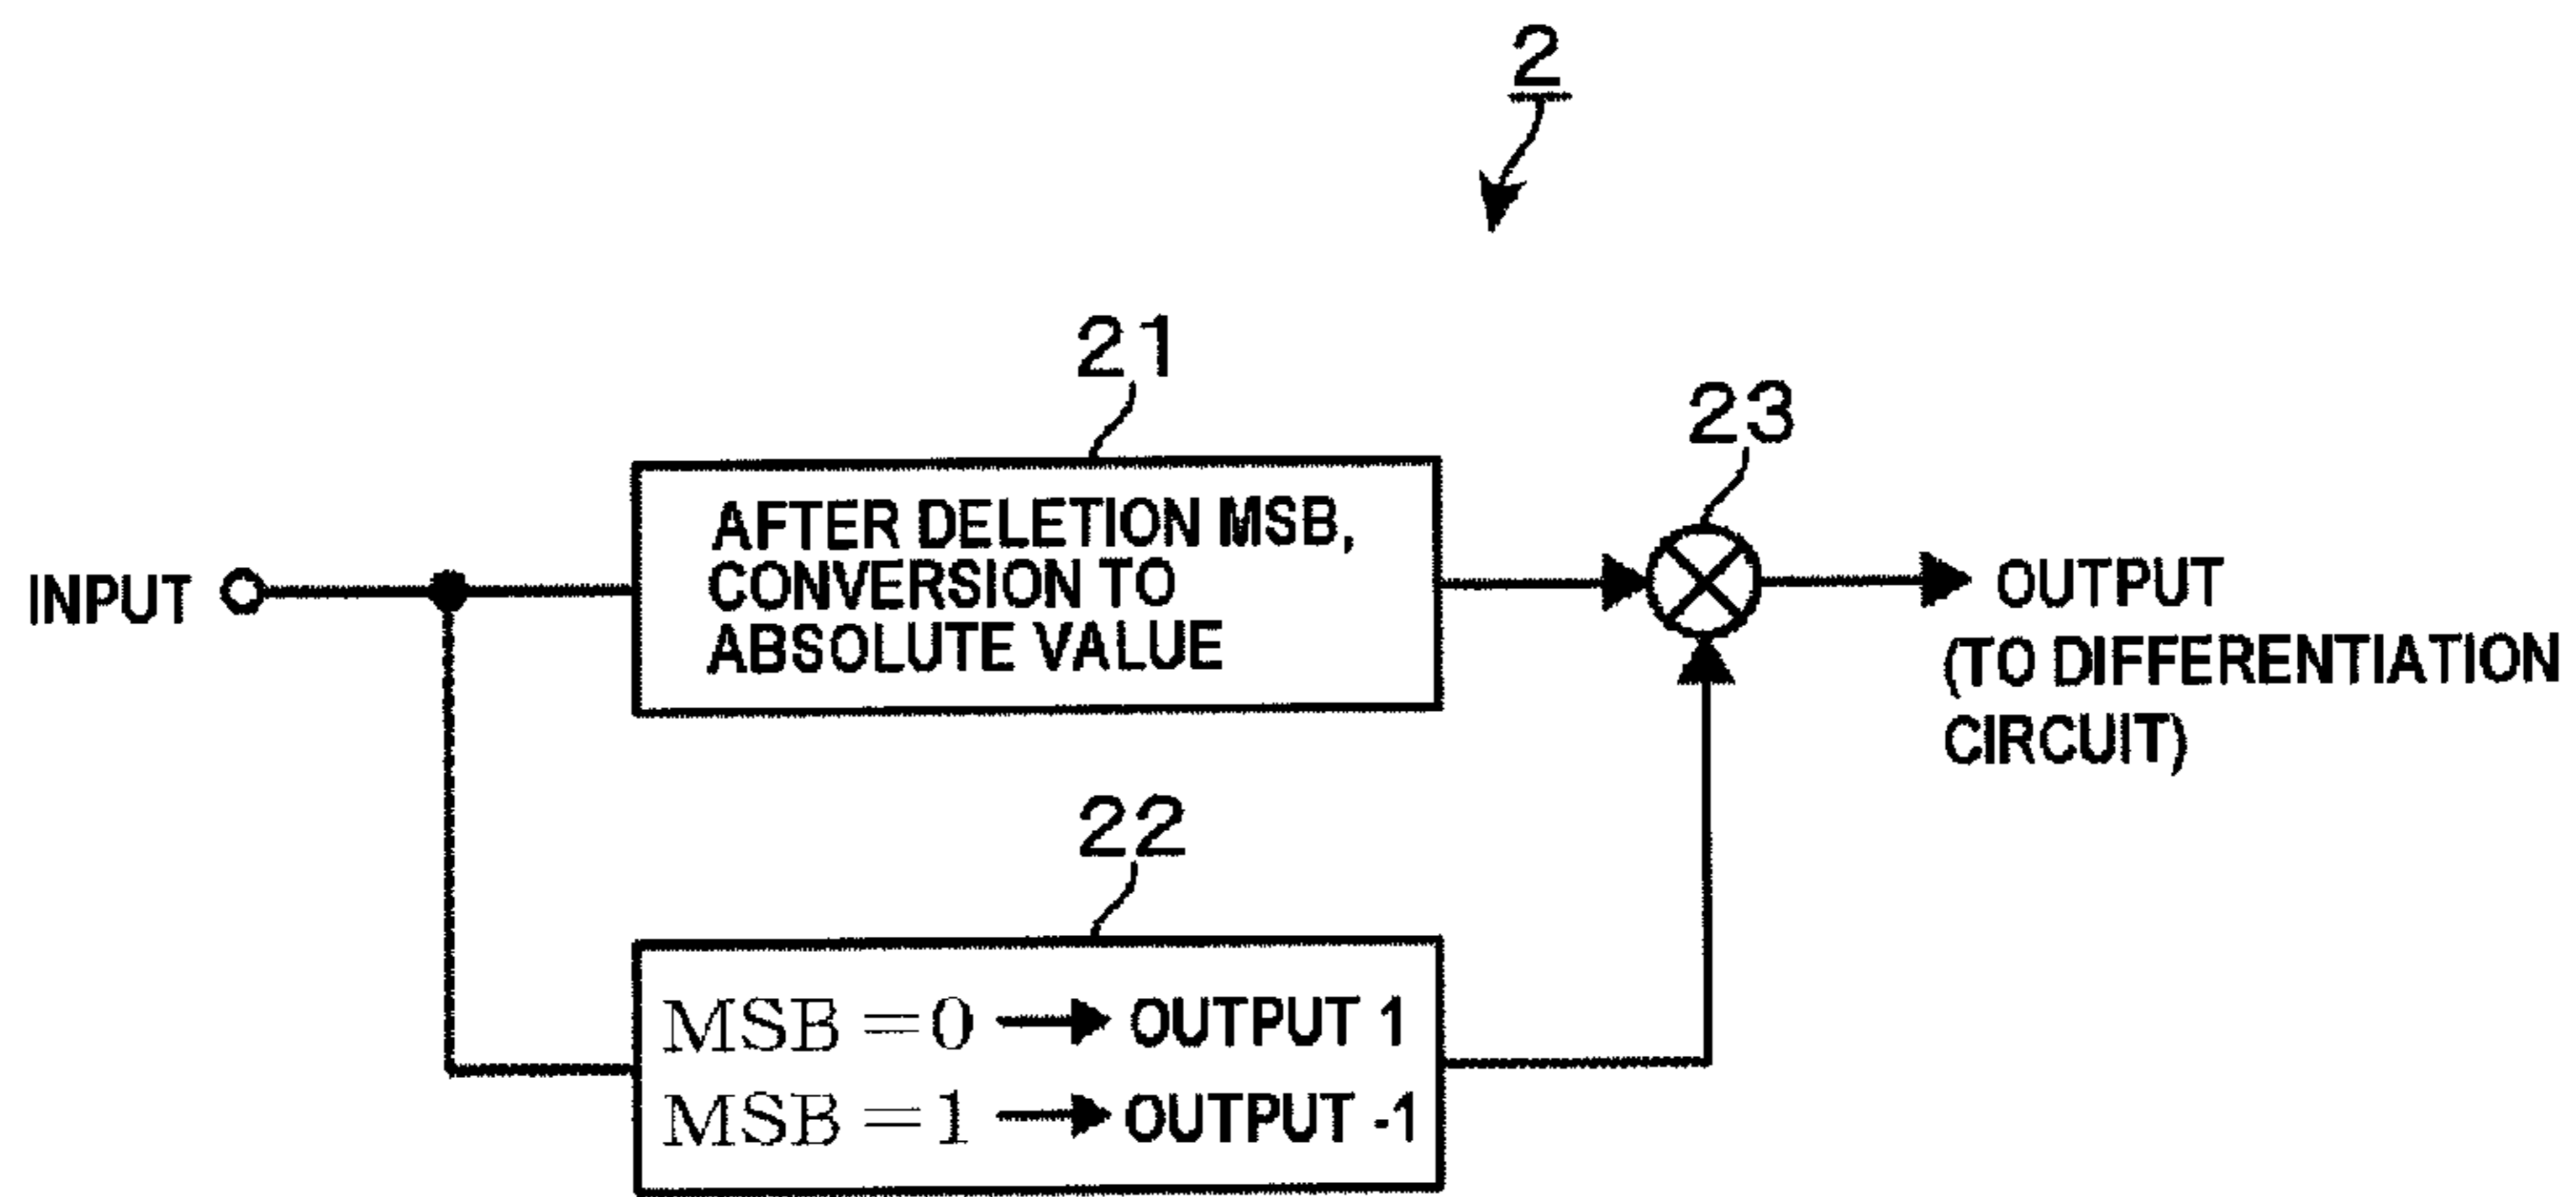 2
21
23
AFTER DELETION MSB,
CONVERSION TO
ABSOLUTE VALUE
INPUT
OUTPUT
(TO DIFFERENTIATION
CIRCUIT)
22
MSB=0 → OUTPUT 1
MSB=1 → OUTPUT -1